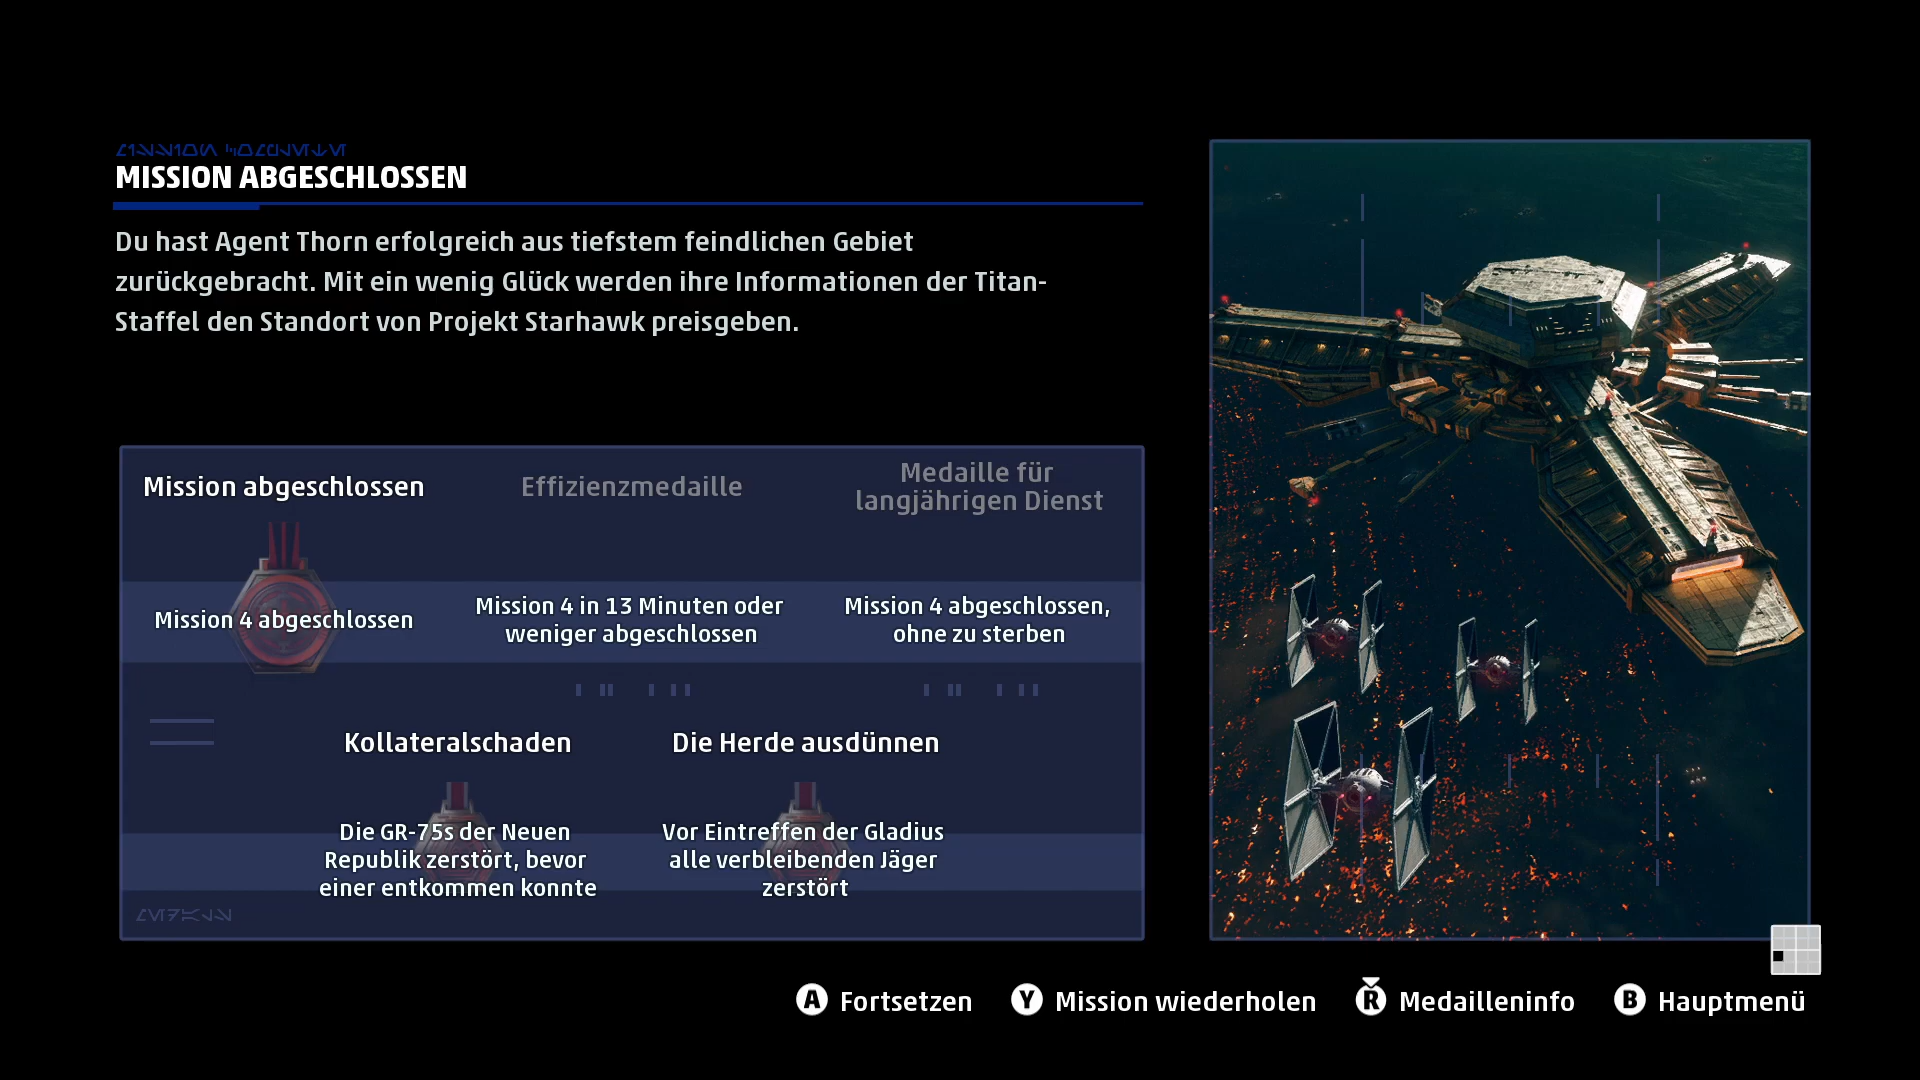 MISSION ABGESCHLOSSEN
Du hast Agent Thorn erfolgreich aus tiefstem feindlichen Gebiet
zurückgebracht. Mit ein wenig Glück werden ihre Informationen der Titan-
Staffel den Standort von Projekt Starhawk preisgeben.
Mission abgeschlossen
Mission 4 abgeschlossen
Effizienzmedaille
Mission 4 in 13 Minuten oder
weniger abgeschlossen
Medaille für
langjährigen Dienst
Mission 4 abgeschlossen,
ohne zu sterben
Kollateralschaden
Die GR-75s der Neuen
Republik zerstört, bevor
einer entkommen konnte
Die Herde ausdünnen
Vor Eintreffen der Gladius
alle verbleibenden Jäger
zerstört
A Fortsetzen
Y Mission wiederholen
R Medailleninfo
B Hauptmenü